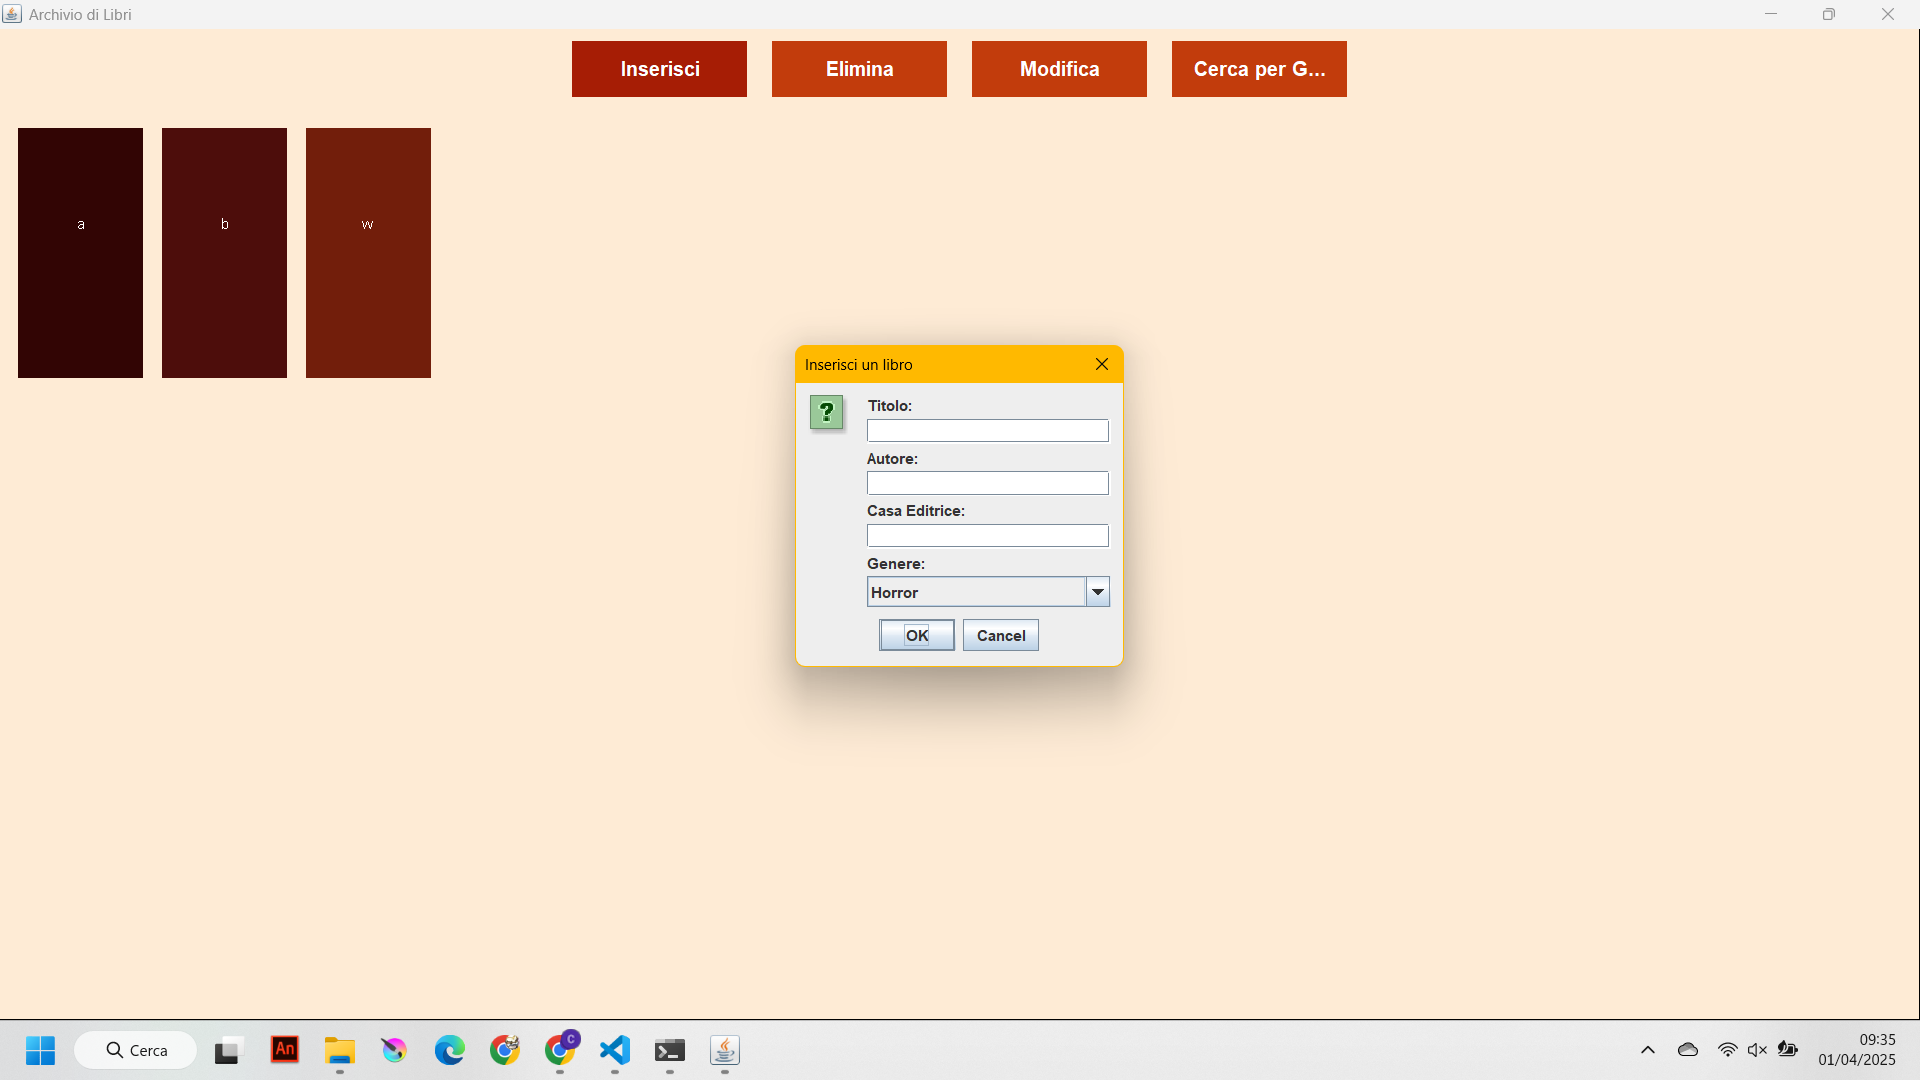 Archivio di Libri
Inserisci
Elimina
Modifica
Cerca per G...
a
b
w
Inserisci un libro
?
Titolo:
Autore:
Casa Editrice:
Genere:
Horror
OK
Cancel
Cerca
An
C
09:35
01/04/2025